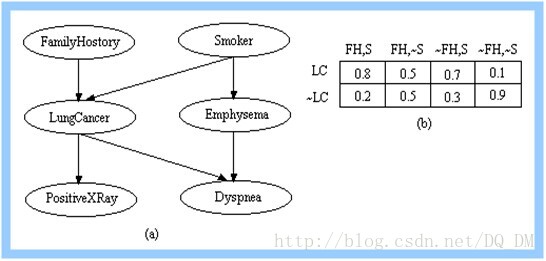 FamilyHostory
Smoker
LungCancer
Emphysema
PositiveXRay
Dyspnea
(a)
FH,S FH,~S ~FH,S ~FH,~S
LC 0.8 0.5 0.7 0.1
~LC 0.2 0.5 0.3 0.9
(b)
http://blog.csdn.net/DQ_DM